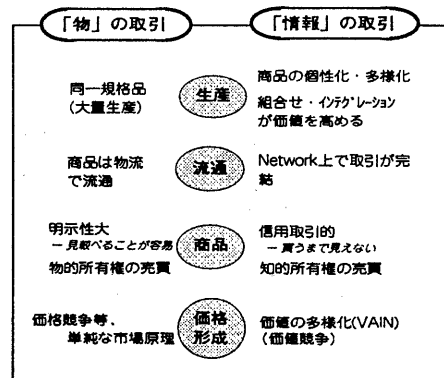 「物」の取引
「情報」の取引
同一規格品
(大量生産)
生産
商品の個性化・多様化
組合せ・インテグレーション
が価値を高める
商品は物流
で流通
流通
Network上で取引が完
結
明示性大
ー 見較べることが容易
物的所有権の売買
商品
信用取引的
ー 買うまで見えない
知的所有権の売買
価格競争等、
単純な市場原理
価格
形成
価値の多様化(VAIN)
(価値競争)